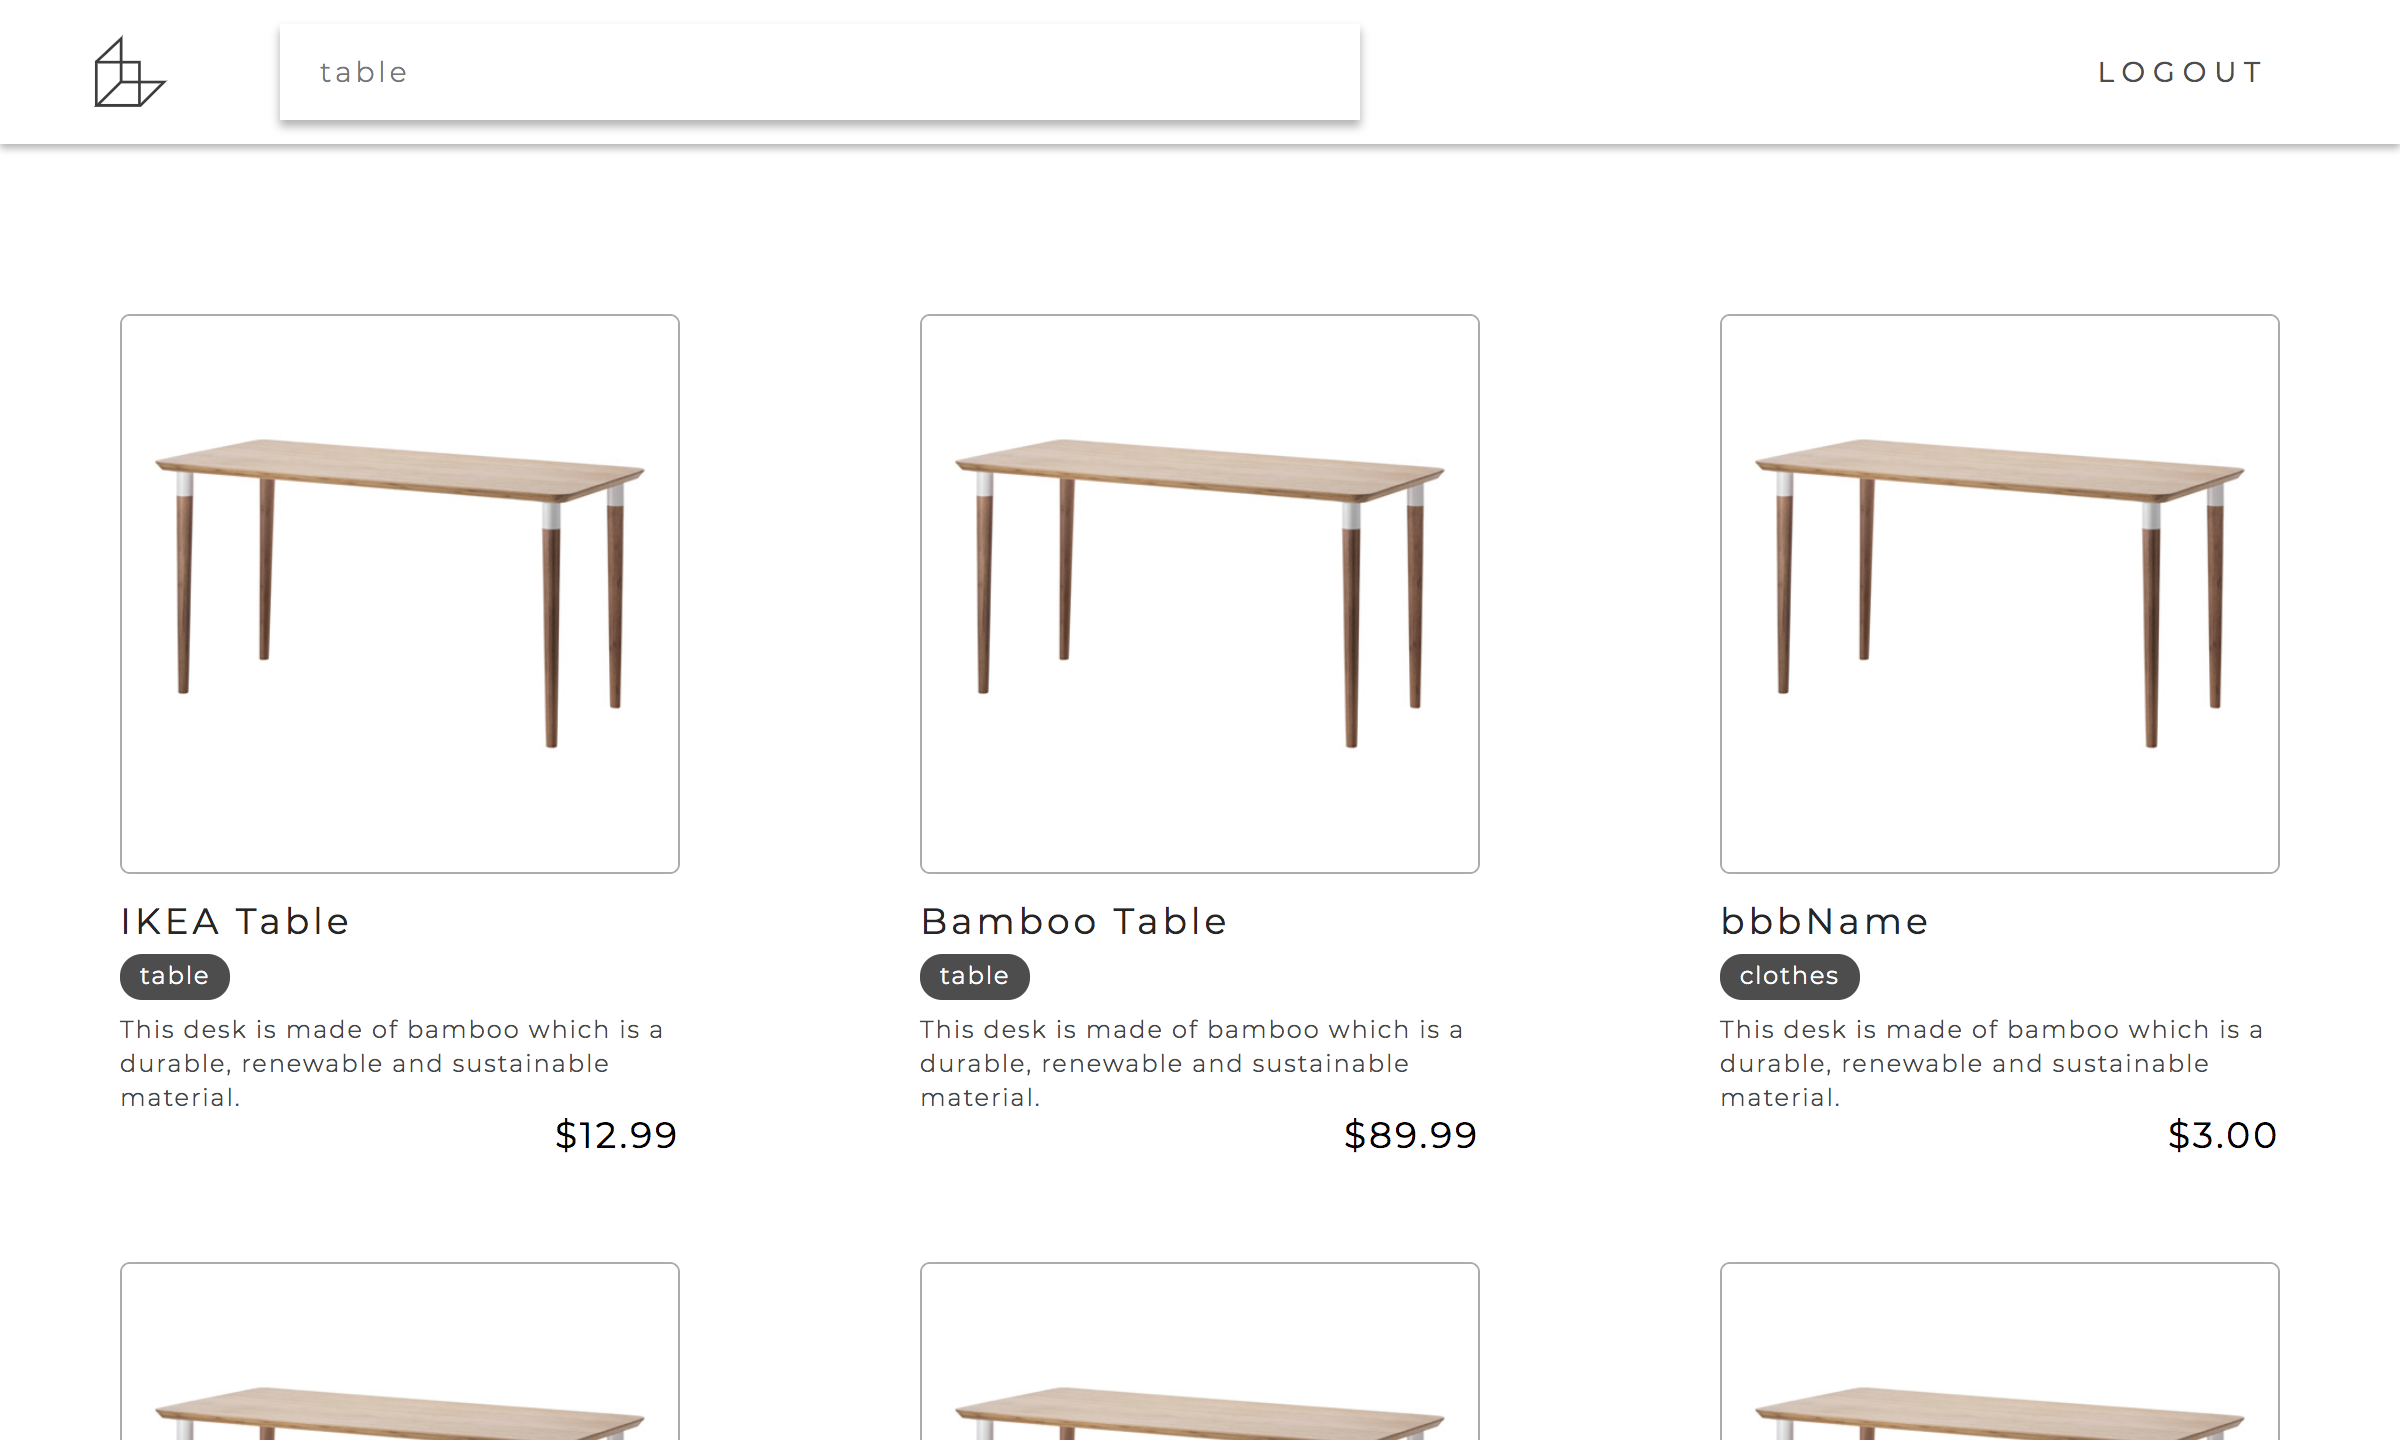 table
LOGOUT
IKEA Table
table
This desk is made of bamboo which is a
durable, renewable and sustainable
material.
$12.99
Bamboo Table
table
This desk is made of bamboo which is a
durable, renewable and sustainable
material.
$89.99
bbbName
clothes
This desk is made of bamboo which is a
durable, renewable and sustainable
material.
$3.00